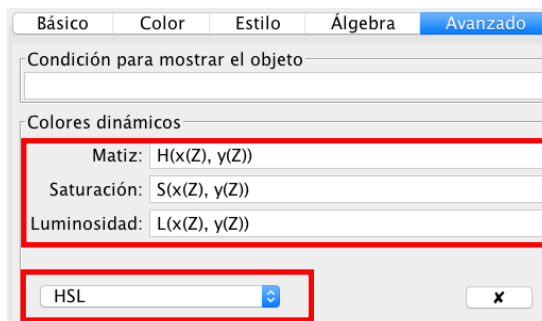 Básico Color Estilo Álgebra Avanzado
Condición para mostrar el objeto
Colores dinámicos
Matiz: H(x(Z), y(Z))
Saturación: S(x(Z), y(Z))
Luminosidad: L(x(Z), y(Z))
HSL ✘